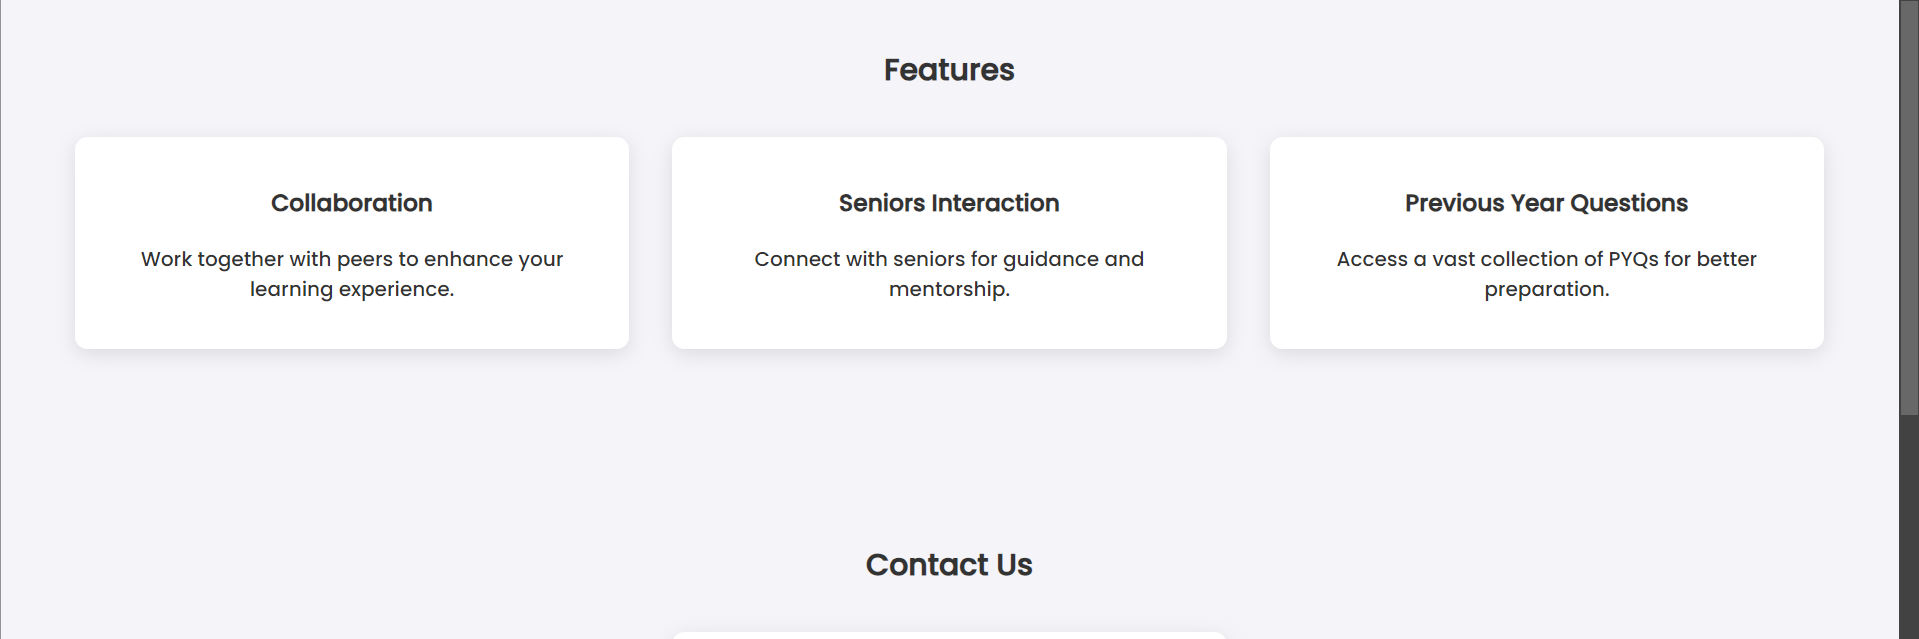 Features
Collaboration
Work together with peers to enhance your
learning experience.
Seniors Interaction
Connect with seniors for guidance and
mentorship.
Previous Year Questions
Access a vast collection of PYQs for better
preparation.
Contact Us